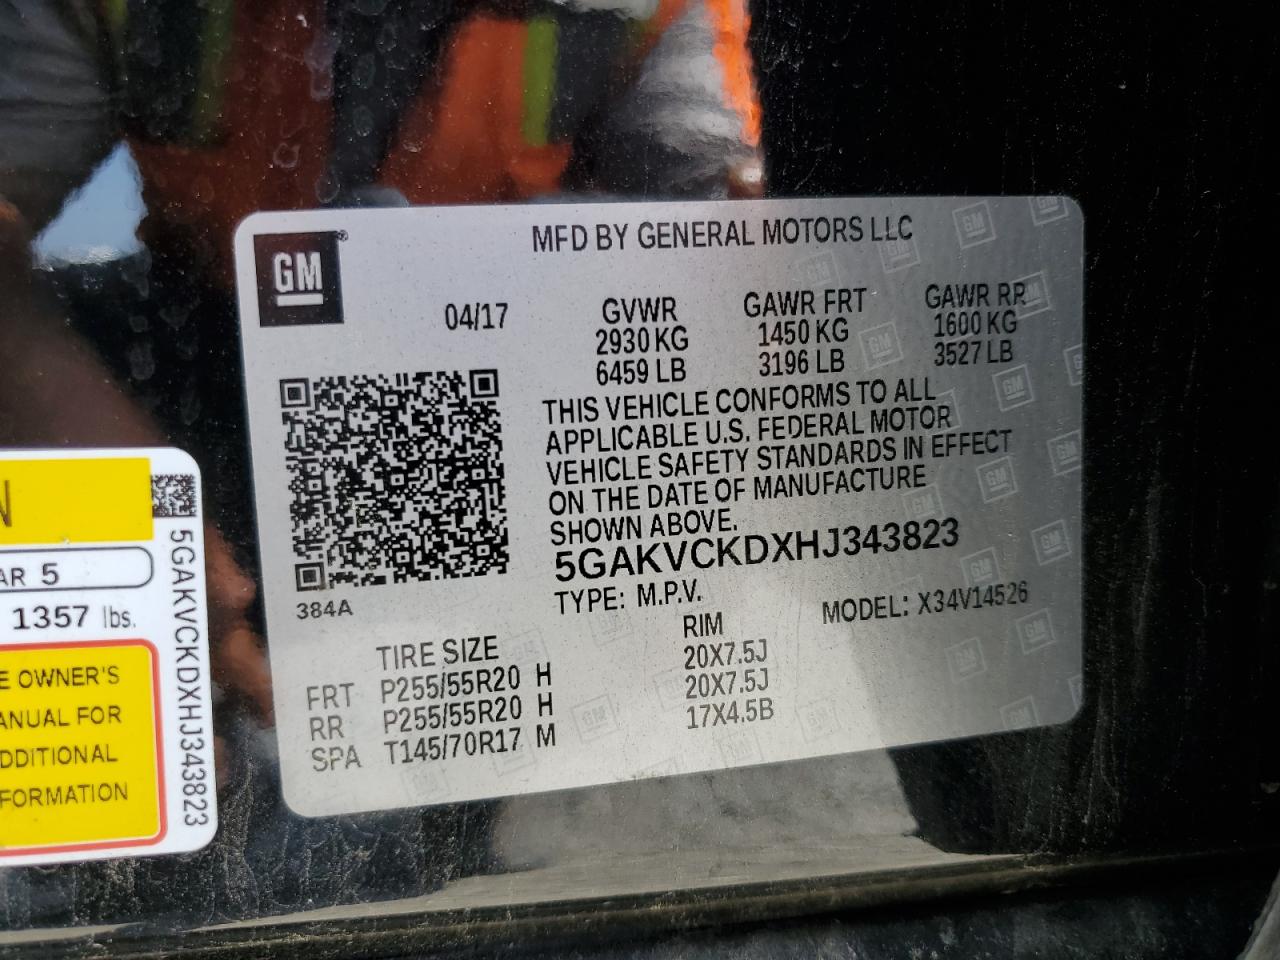 MFD BY GENERAL MOTORS LLC
GM®
04/17
GVWR GAWR FRT GAWR RR
2930 KG 1450 KG 1600 KG
6459 LB 3196 LB 3527 LB
THIS VEHICLE CONFORMS TO ALL
APPLICABLE U.S. FEDERAL MOTOR
VEHICLE SAFETY STANDARDS IN EFFECT
ON THE DATE OF MANUFACTURE
SHOWN ABOVE.
5GAKVCKDXHJ343823
384A
TYPE: M.P.V. MODEL: X34V14526
TIRE SIZE RIM
FRT P255/55R20 H 20X7.5J
RR P255/55R20 H 20X7.5J
SPA T145/70R17 M 17X4.5B
N
AR 5
1357 lbs.
E OWNER'S
ANUAL FOR
DDITIONAL
FORMATION
5GAKVCKDXHJ343823